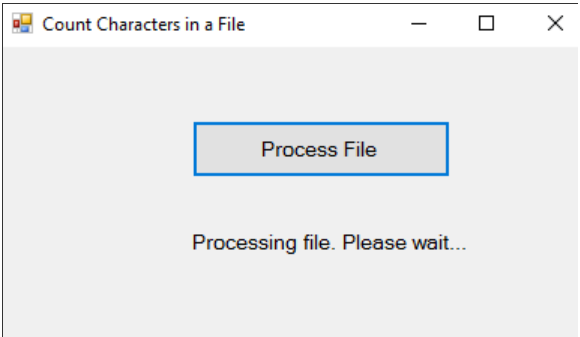 Count Characters in a File
Process File
Processing file. Please wait...